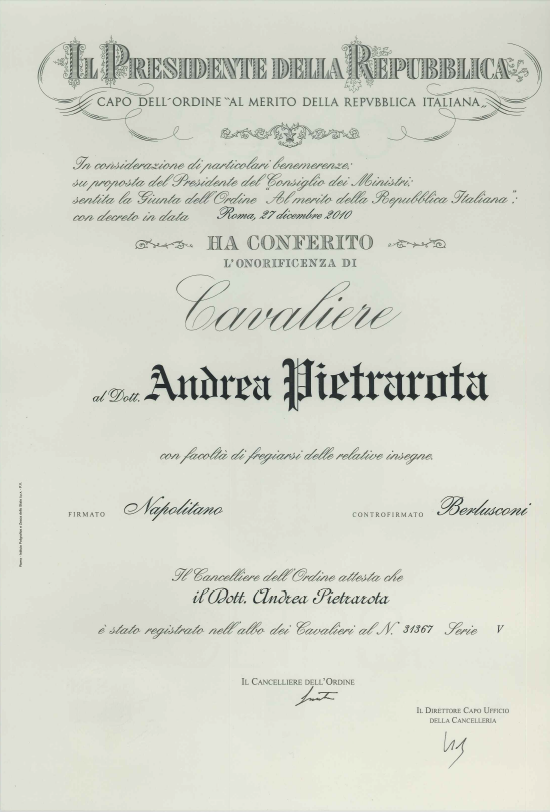 IL PRESIDENTE DELLA REPUBBLICA
CAPO DELL'ORDINE "AL MERITO DELLA REPVBBLICA ITALIANA"
In considerazione di particolari benemerenze;
su proposta del Presidente del Consiglio dei Ministri;
sentita la Giunta dell'Ordine "Al merito della Repubblica Italiana";
con decreto in data Roma, 27 dicembre 2010
HA CONFERITO
L'ONORIFICENZA DI
Cavaliere
al Dott. Andrea Pietrarota
con facoltà di fregiarsi delle relative insegne.
FIRMATO Napolitano CONTROFIRMATO Berlusconi
Il Cancelliere dell'Ordine attesta che
il Dott. Andrea Pietrarota
è stato registrato nell'albo dei Cavalieri al N. 31367 Serie V
IL CANCELLIERE DELL'ORDINE
IL DIRETTORE CAPO UFFICIO
DELLA CANCELLERIA